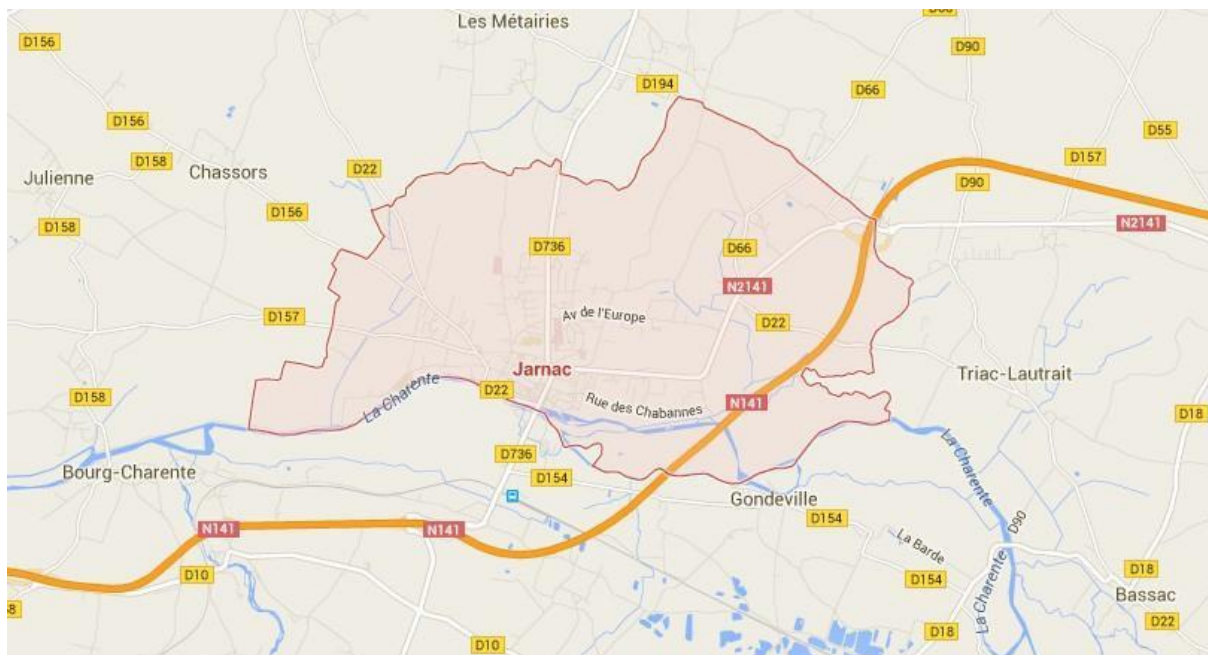 Les Métairies
D156
D90
D194
D66
D156
D55
D158
D157
Julienne
Chassors
D22
D90
D156
D158
N2141
D736
D66
N2141
Av de l'Europe
D157
D22
Jarnac
Triac-Lautrait
La Charente
D22
Rue des Chabannes
N141
D158
D18
D736
Bourg-Charente
D154
Gondeville
La Charente
D154
N141
N141
D90
La Barde
D10
D154
D18
Bassac
La Charente
D22
D18
D10